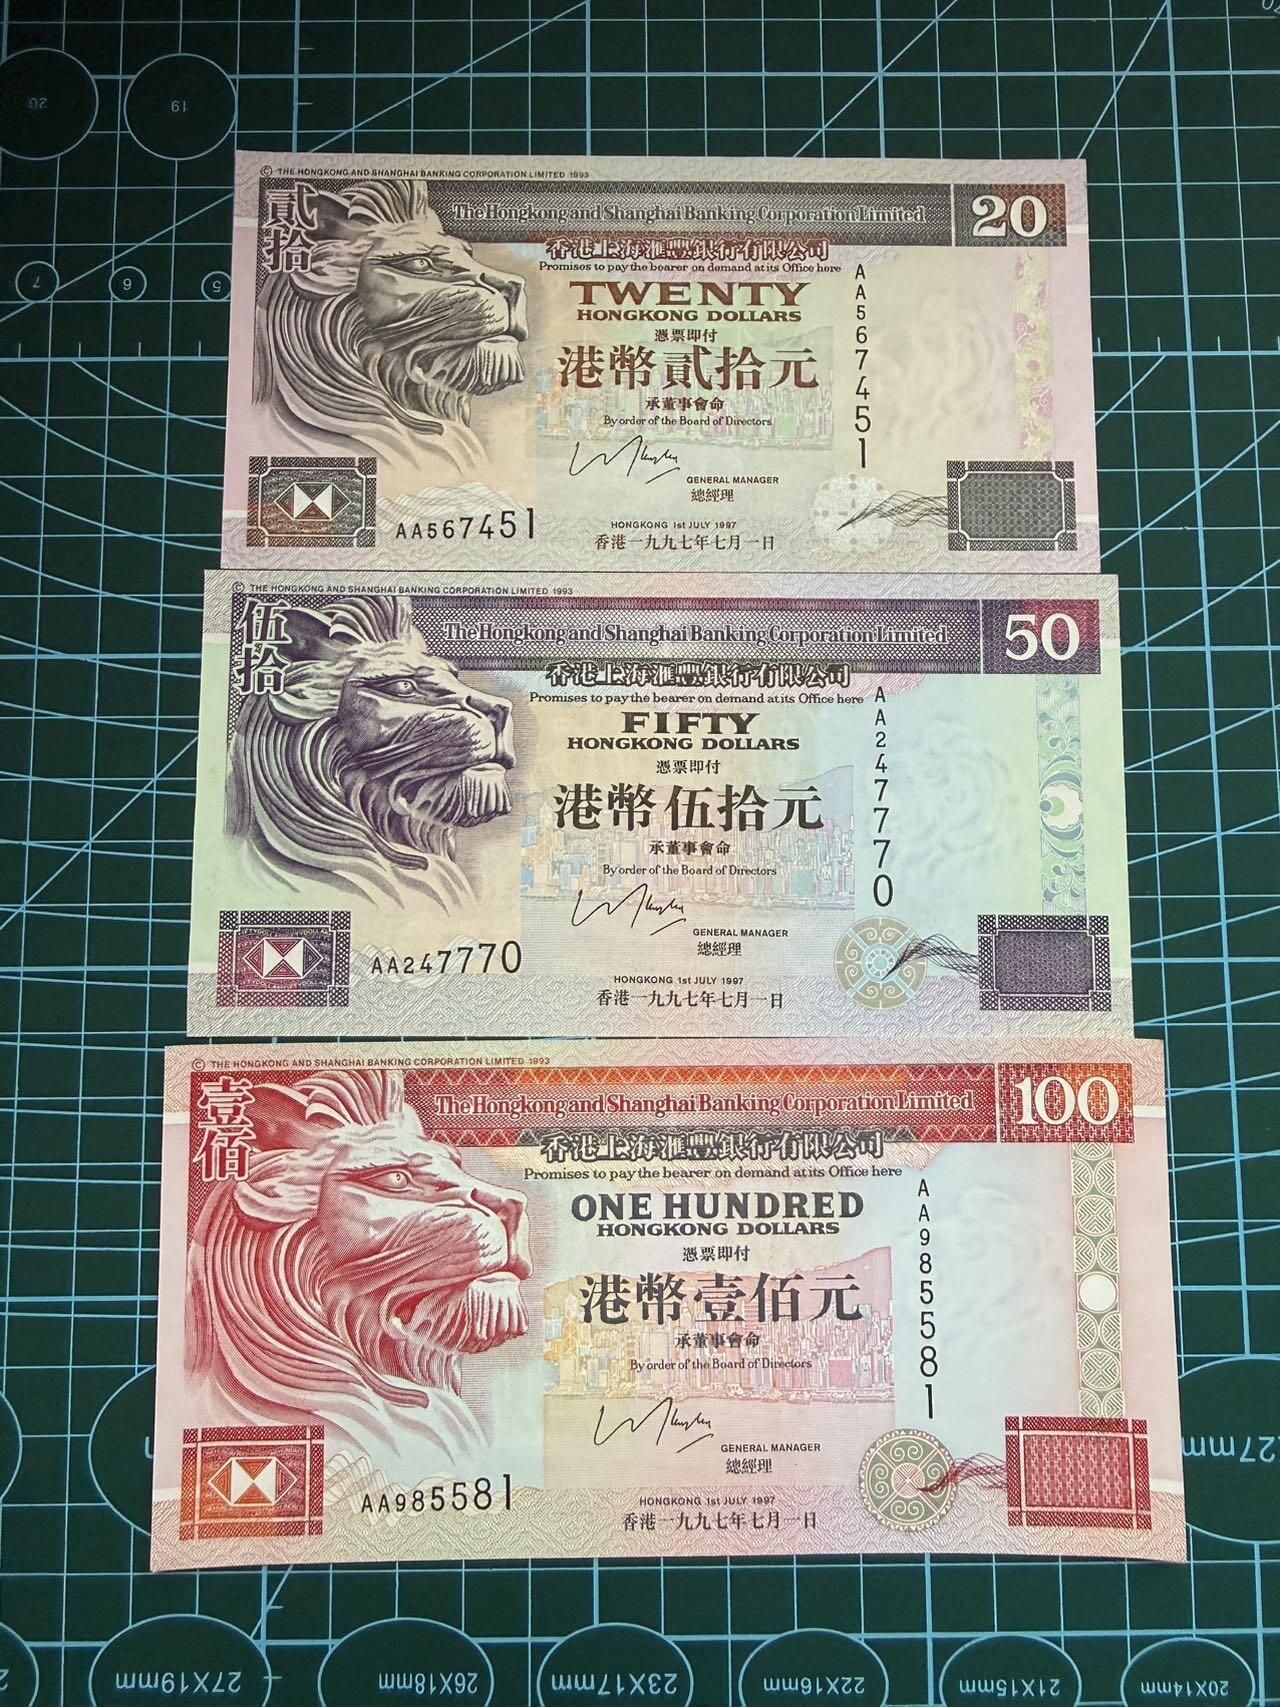 20
19
7
6
5
© THE HONGKONG AND SHANGHAI BANKING CORPORATION LIMITED 1993
貳拾
The Hongkong and Shanghai Banking Corporation Limited
20
香港上海滙豐銀行有限公司
Promises to pay the bearer on demand at its Office here
TWENTY
HONGKONG DOLLARS
憑票即付
港幣貳拾元
承董事會命
By order of the Board of Directors
AA567451
GENERAL MANAGER
總經理
AA567451
HONGKONG 1st JULY 1997
香港一九九七年七月一日
© THE HONGKONG AND SHANGHAI BANKING CORPORATION LIMITED 1993
伍拾
The Hongkong and Shanghai Banking Corporation Limited
50
香港上海滙豐銀行有限公司
Promises to pay the bearer on demand at its Office here
FIFTY
HONGKONG DOLLARS
憑票即付
港幣伍拾元
承董事會命
By order of the Board of Directors
AA247770
GENERAL MANAGER
總經理
AA247770
HONGKONG 1st JULY 1997
香港一九九七年七月一日
© THE HONGKONG AND SHANGHAI BANKING CORPORATION LIMITED 1993
壹佰
The Hongkong and Shanghai Banking Corporation Limited
100
香港上海滙豐銀行有限公司
Promises to pay the bearer on demand at its Office here
ONE HUNDRED
HONGKONG DOLLARS
憑票即付
港幣壹佰元
承董事會命
By order of the Board of Directors
AA985581
GENERAL MANAGER
總經理
AA985581
HONGKONG 1st JULY 1997
香港一九九七年七月一日
27mm
27X19mm
26X18mm
23X17mm
22X16mm
21X15mm
20X14mm